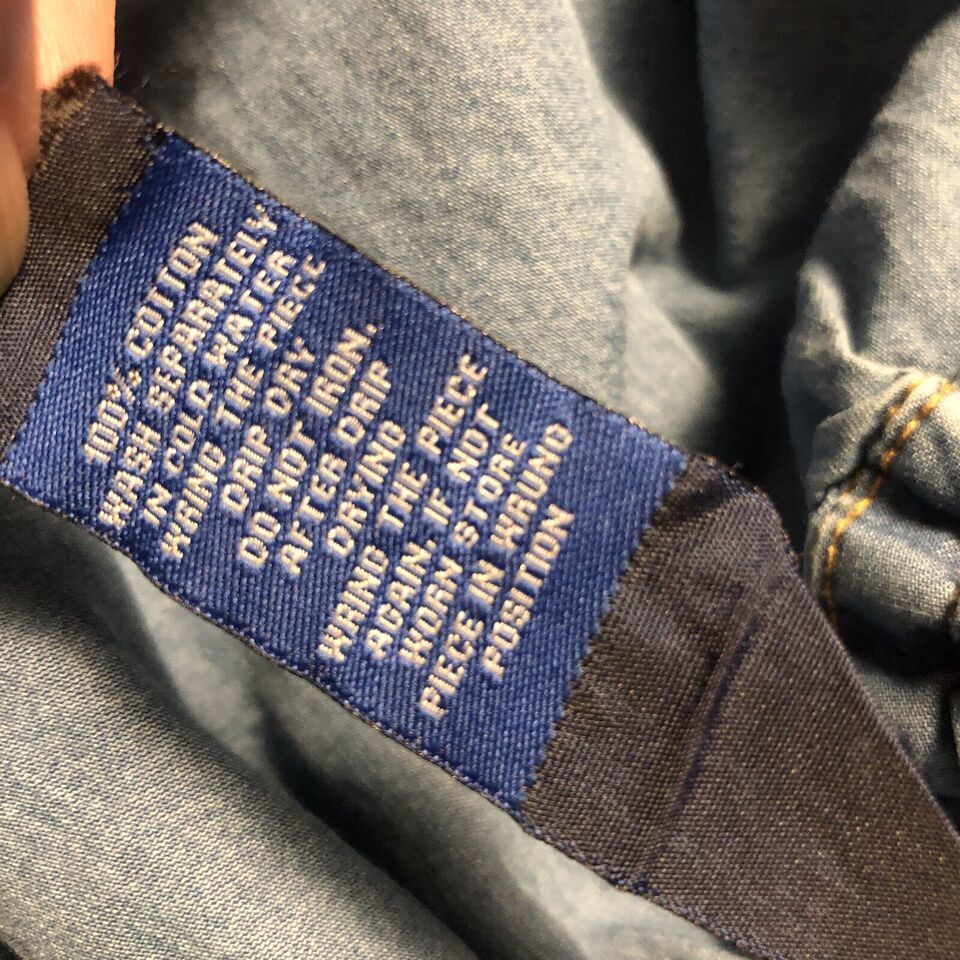 100% COTTON
WASH SEPARATELY
IN COLD WATER
WRING THE PIECE
DRIP DRY
DO NOT IRON.
AFTER DRIP
DRYING
WRING THE PIECE
AGAIN. IF NOT
WORN STORE
PIECE IN WRUNG
POSITION